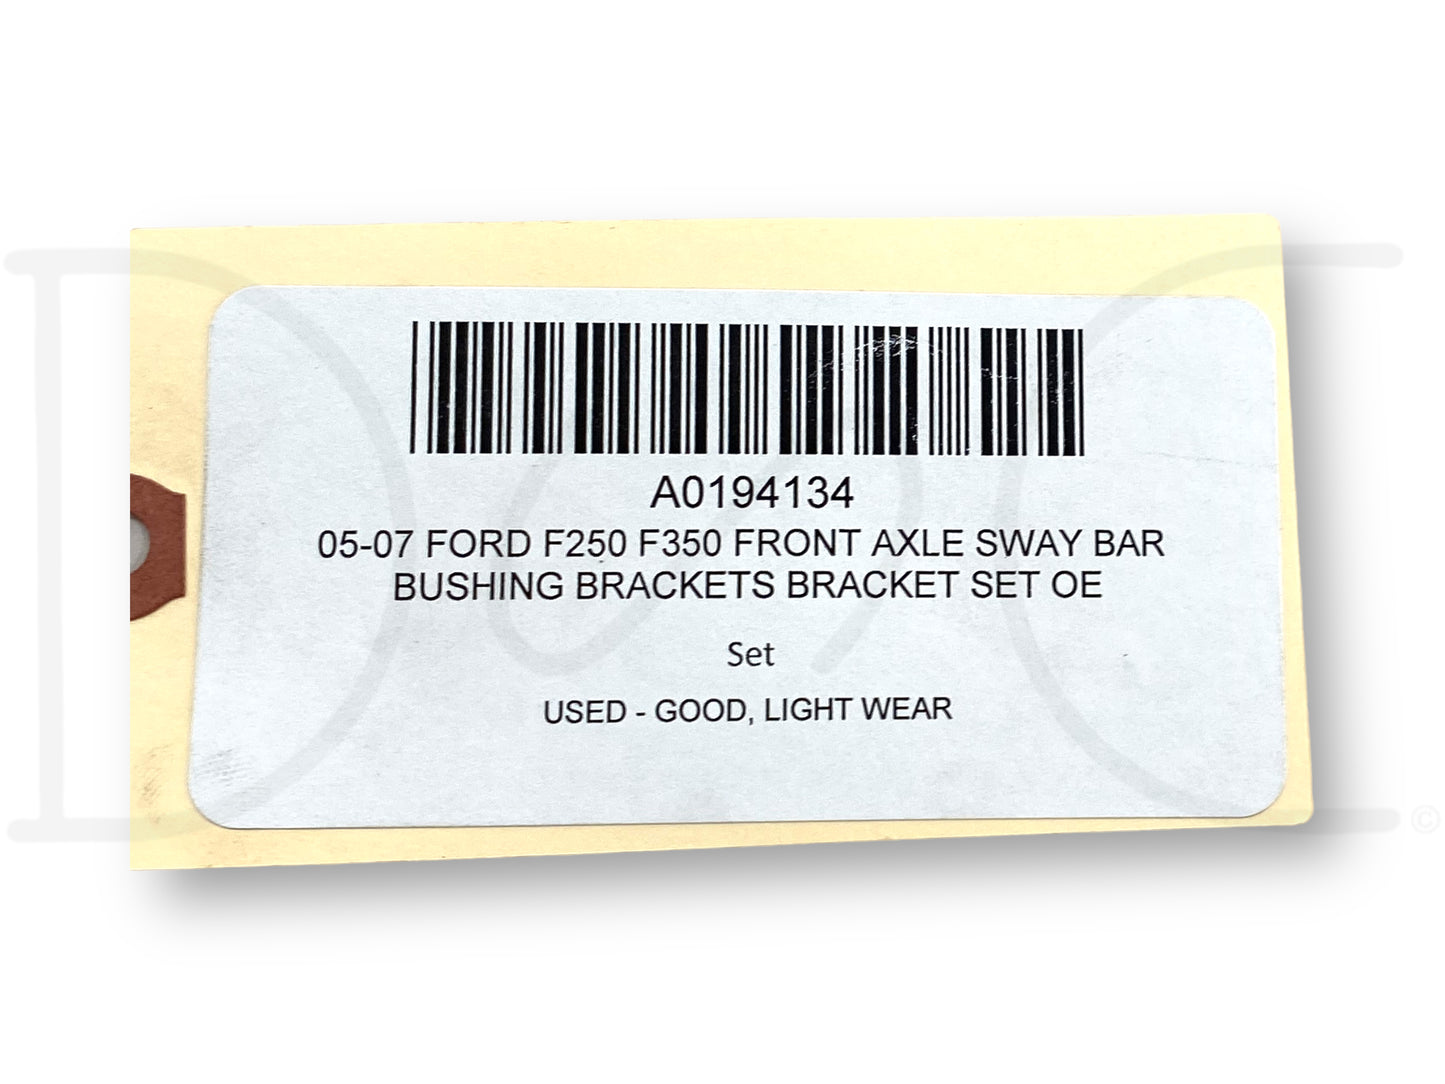 A0194134
05-07 FORD F250 F350 FRONT AXLE SWAY BAR
BUSHING BRACKETS BRACKET SET OE
Set
USED - GOOD, LIGHT WEAR
©